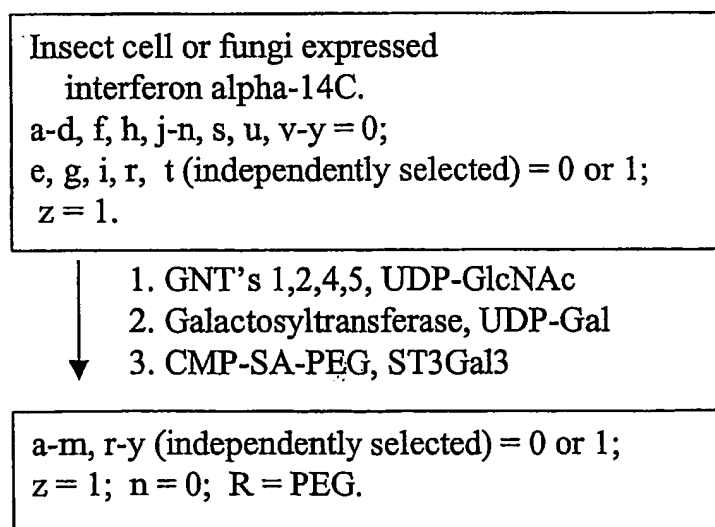 Insect cell or fungi expressed
interferon alpha-14C.
a-d, f, h, j-n, s, u, v-y = 0;
e, g, i, r, t (independently selected) = 0 or 1;
z = 1.
1. GNT's 1,2,4,5, UDP-GlcNAc
2. Galactosyltransferase, UDP-Gal
3. CMP-SA-PEG, ST3Gal3
a-m, r-y (independently selected) = 0 or 1;
z = 1; n = 0; R = PEG.